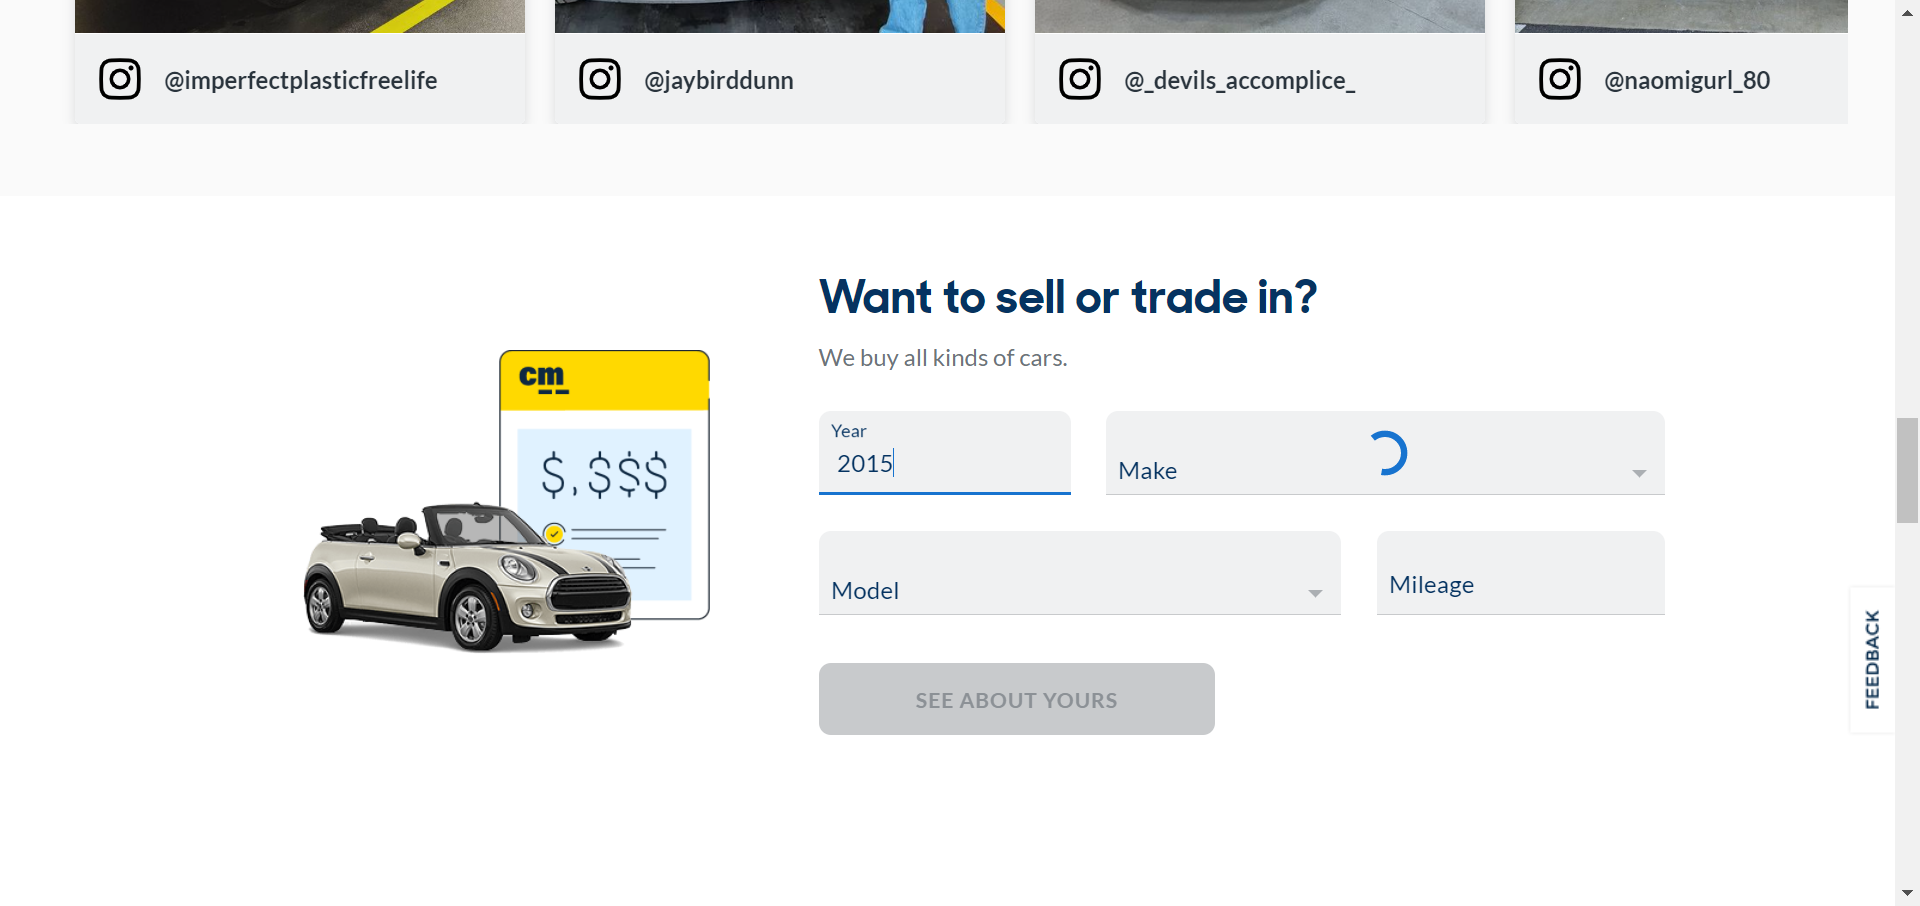 @imperfectplasticfreelife
@jaybirddunn
@_devils_accomplice_
@naomigurl_80
Want to sell or trade in?
We buy all kinds of cars.
cm
$,$$$
Year
2015
Make
Model
Mileage
SEE ABOUT YOURS
FEEDBACK